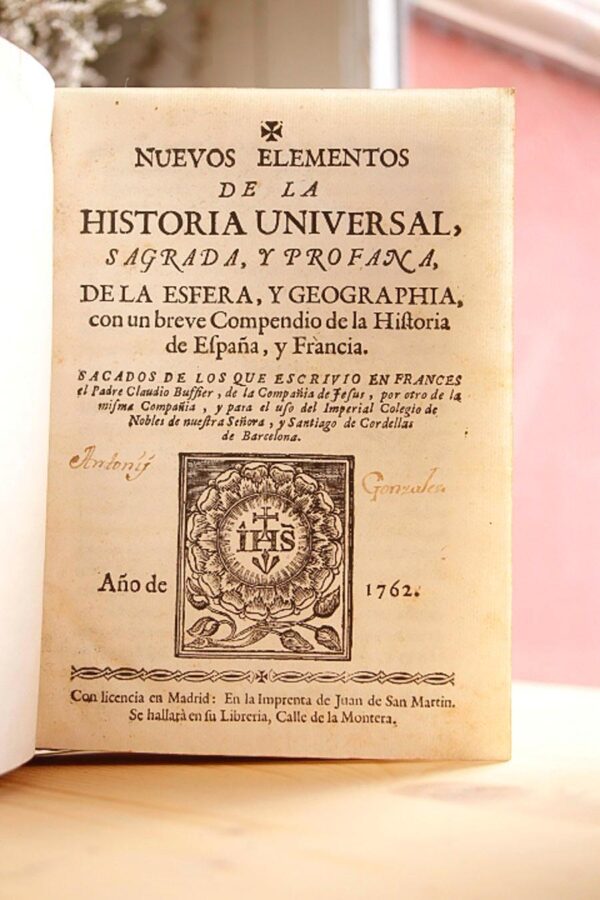 NUEVOS ELEMENTOS
DE LA
HISTORIA UNIVERSAL,
SAGRADA, Y PROFANA,
DE LA ESFERA, Y GEOGRAPHIA,
con un breve Compendio de la Hiſtoria
de Eſpaña, y Francia.
SACADOS DE LOS QUE ESCRIVIO EN FRANCES
el Padre Claudio Buffier, de la Compañia de Jeſus, por otro de la
miſma Compañia, y para el uſo del Imperial Colegio de
Nobles de nueſtra Señora, y Santiago de Cordellas
de Barcelona.
Antonij Gonzales
IHS
Año de 1762.
Con licencia en Madrid: En la Imprenta de Juan de San Martin.
Se hallarà en ſu Libreria, Calle de la Montera.